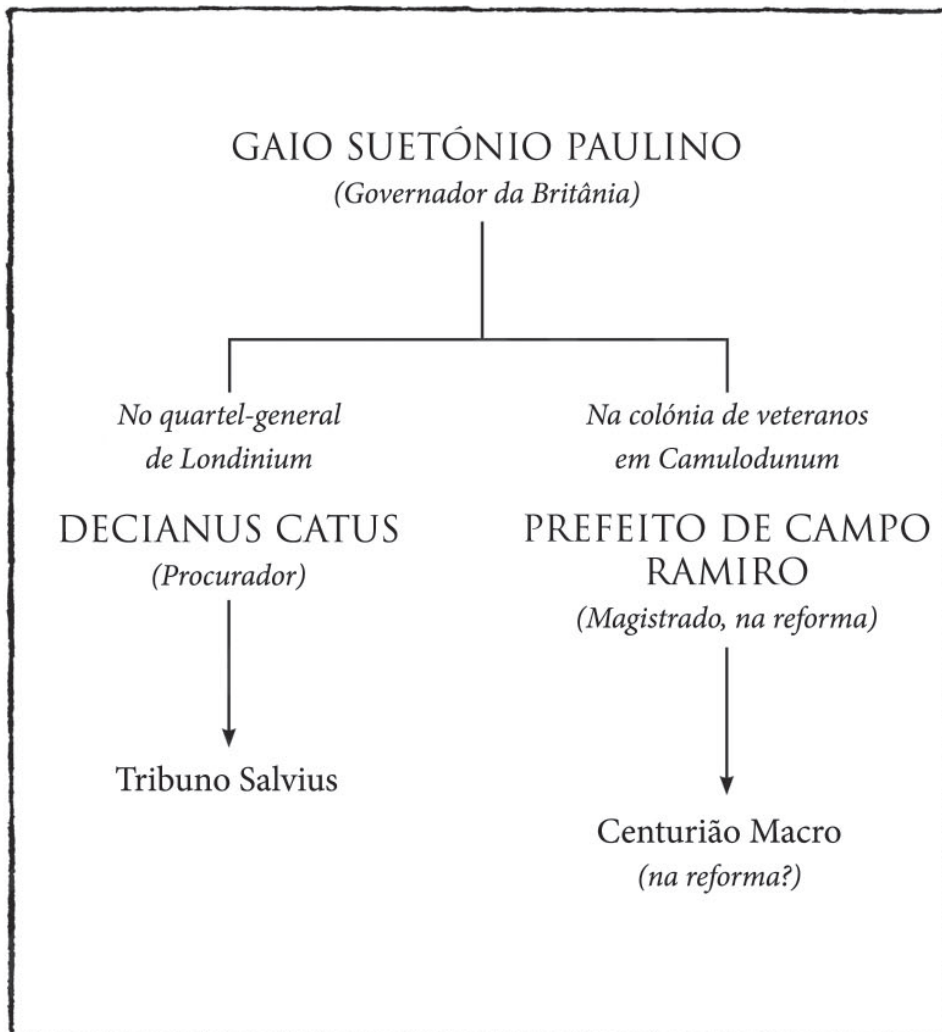 GAIO SUETÓNIO PAULINO
(Governador da Britânia)
No quartel-general
de Londinium
DECIANUS CATUS
(Procurador)
Tribuno Salvius
Na colónia de veteranos
em Camulodunum
PREFEITO DE CAMPO
RAMIRO
(Magistrado, na reforma)
Centurião Macro
(na reforma?)